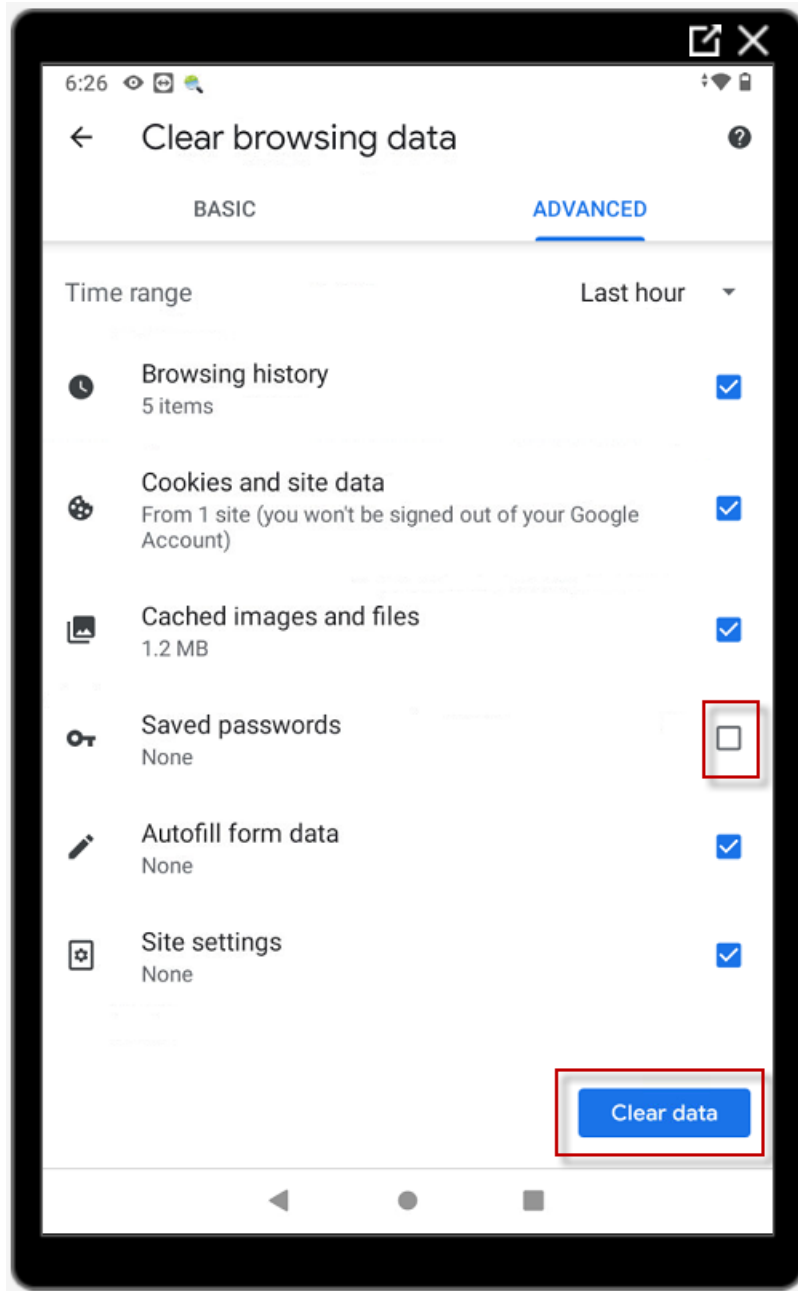 6:26
Clear browsing data
BASIC
ADVANCED
Time range
Last hour
Browsing history
5 items
Cookies and site data
From 1 site (you won't be signed out of your Google
Account)
Cached images and files
1.2 MB
Saved passwords
None
Autofill form data
None
Site settings
None
Clear data